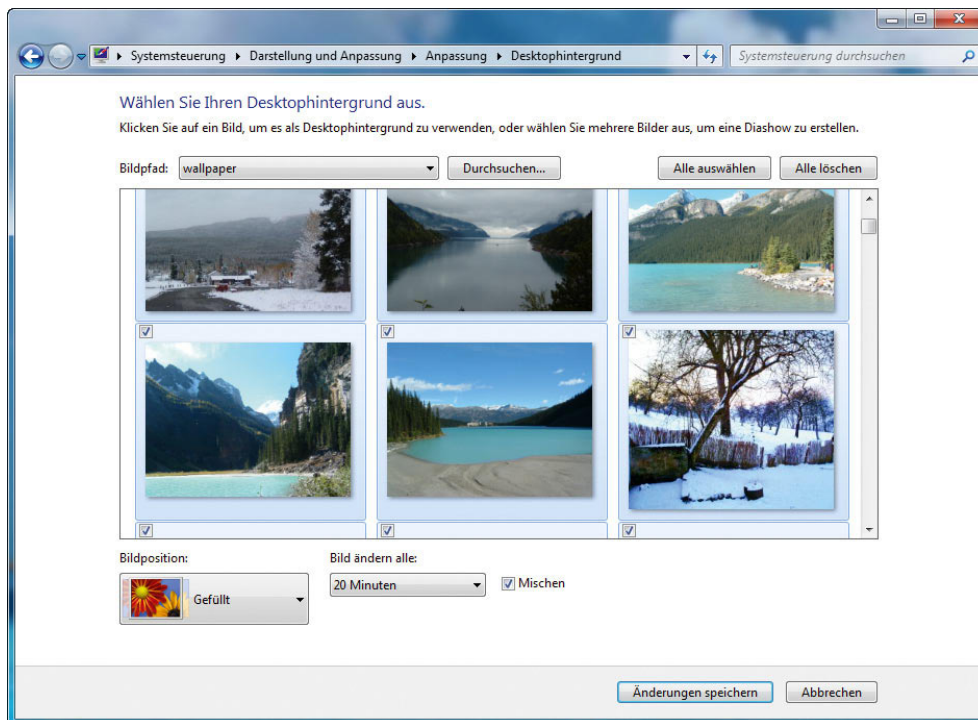 Systemsteuerung ▸ Darstellung und Anpassung ▸ Anpassung ▸ Desktophintergrund
Systemsteuerung durchsuchen
Wählen Sie Ihren Desktophintergrund aus.
Klicken Sie auf ein Bild, um es als Desktophintergrund zu verwenden, oder wählen Sie mehrere Bilder aus, um eine Diashow zu erstellen.
Bildpfad: wallpaper Durchsuchen... Alle auswählen Alle löschen
Bildposition: Bild ändern alle:
Gefüllt 20 Minuten Mischen
Änderungen speichern Abbrechen